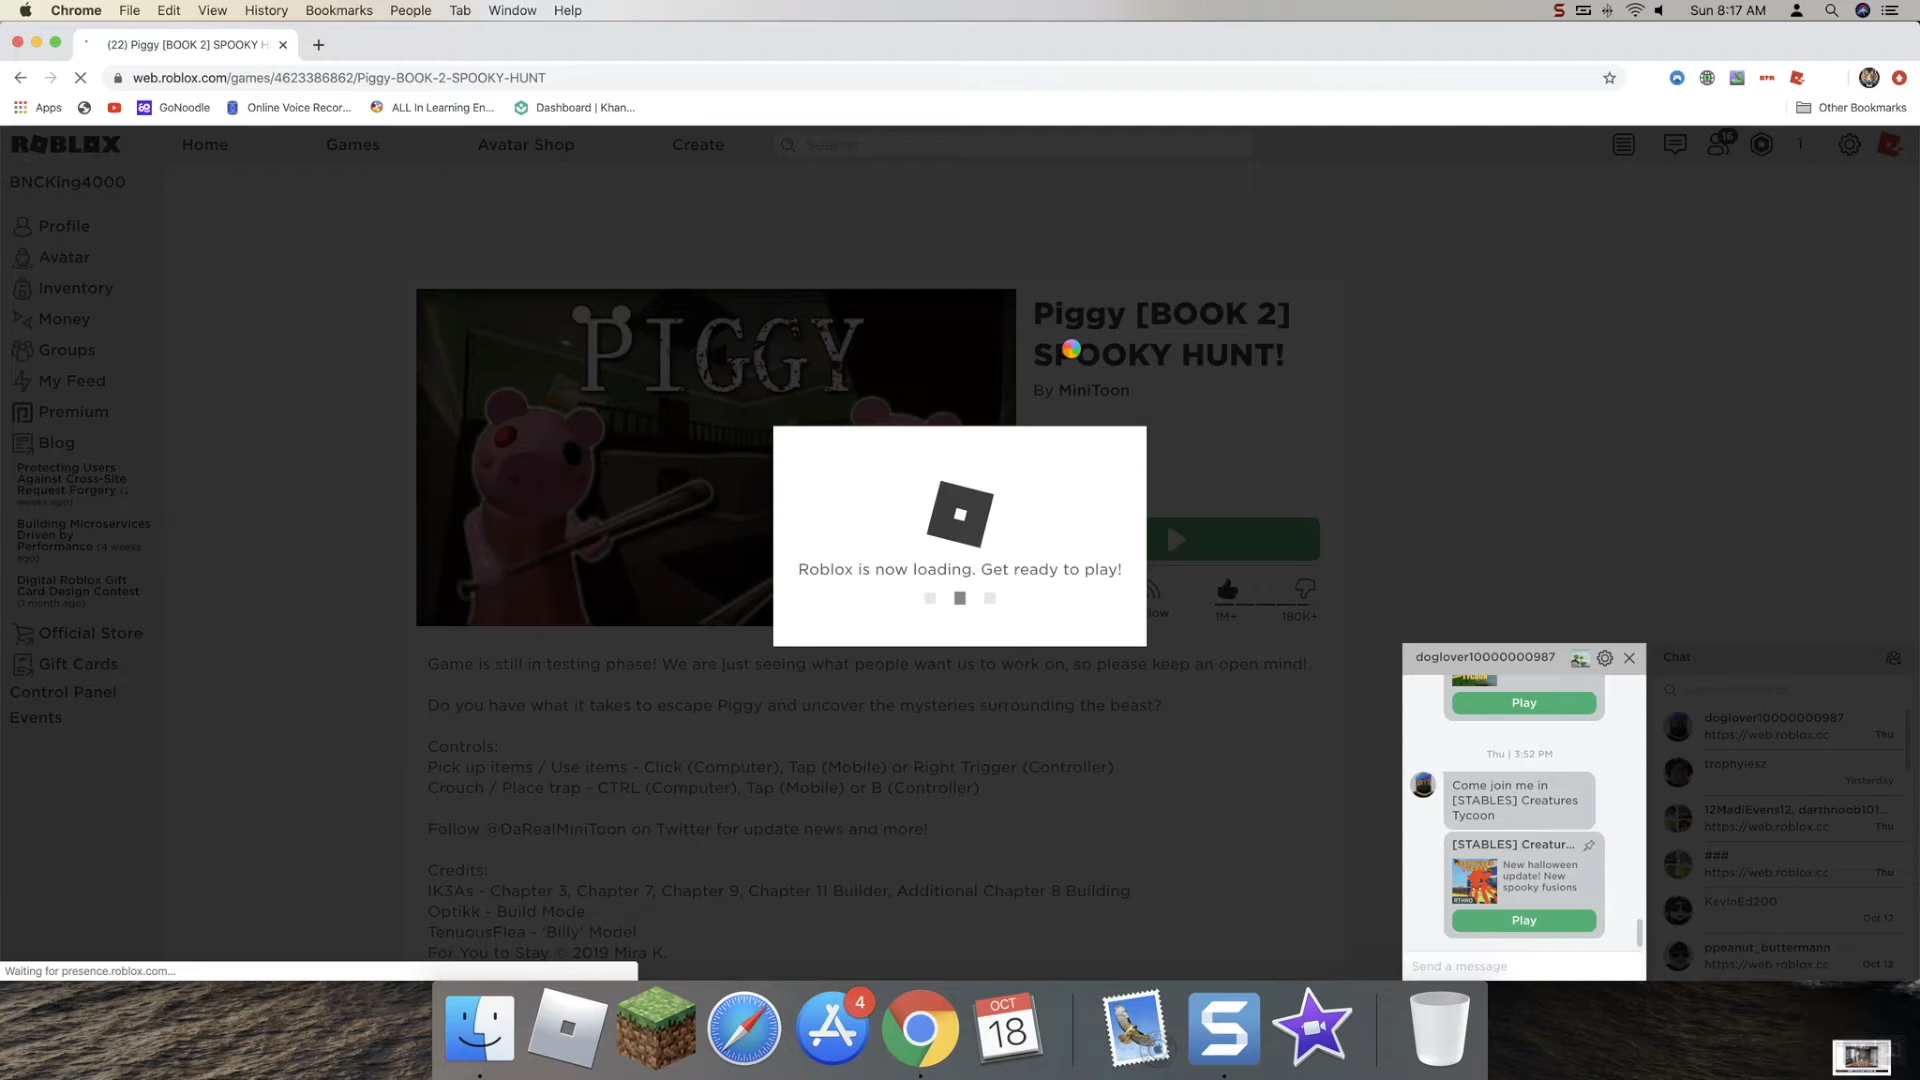 Chrome File Edit View History Bookmarks People Tab Window Help Sun 8:17 AM
(22) Piggy [BOOK 2] SPOOKY H
web.roblox.com/games/4623386862/Piggy-BOOK-2-SPOOKY-HUNT
Apps GoNoodle Online Voice Recor... ALL In Learning En... Dashboard | Khan... Other Bookmarks
ROBLOX Home Games Avatar Shop Create Search 16 1
BNCKing4000
Profile
Avatar
Inventory
Money
Groups
My Feed
Premium
Blog
Protecting Users
Against Cross-Site
Request Forgery
weeks ago)
Building Microservices
Driven by
Performance (4 weeks
ago)
Digital Roblox Gift
Card Design Contest
(1 month ago)
Official Store
Gift Cards
Control Panel
Events
PIGGY
Piggy [BOOK 2]
SPOOKY HUNT!
By MiniToon
Roblox is now loading. Get ready to play!
low 1M+ 180K+
Game is still in testing phase! We are just seeing what people want us to work on, so please keep an open mind!
Do you have what it takes to escape Piggy and uncover the mysteries surrounding the beast?
Controls:
Pick up items / Use items - Click (Computer), Tap (Mobile) or Right Trigger (Controller)
Crouch / Place trap - CTRL (Computer), Tap (Mobile) or B (Controller)
Follow @DaRealMiniToon on Twitter for update news and more!
Credits:
IK3As - Chapter 3, Chapter 7, Chapter 9, Chapter 11 Builder, Additional Chapter 8 Building
Optikk - Build Mode
TenuousFlea - 'Billy' Model
For You to Stay © 2019 Mira K.
Waiting for presence.roblox.com...
doglover10000000987
Play
Thu | 3:52 PM
Come join me in
[STABLES] Creatures
Tycoon
[STABLES] Creatur...
New halloween
update! New
spooky fusions
RTHRO
Play
Send a message
Chat
doglover10000000987
https://web.roblox.cc Thu
trophyiesz
Yesterday
12MadiEvens12, darthnoob101...
https://web.roblox.cc Thu
###
https://web.roblox.cc Thu
KevinEd200
Oct 12
ppeanut_buttermann
https://web.roblox.cc Oct 12
4
OCT
18